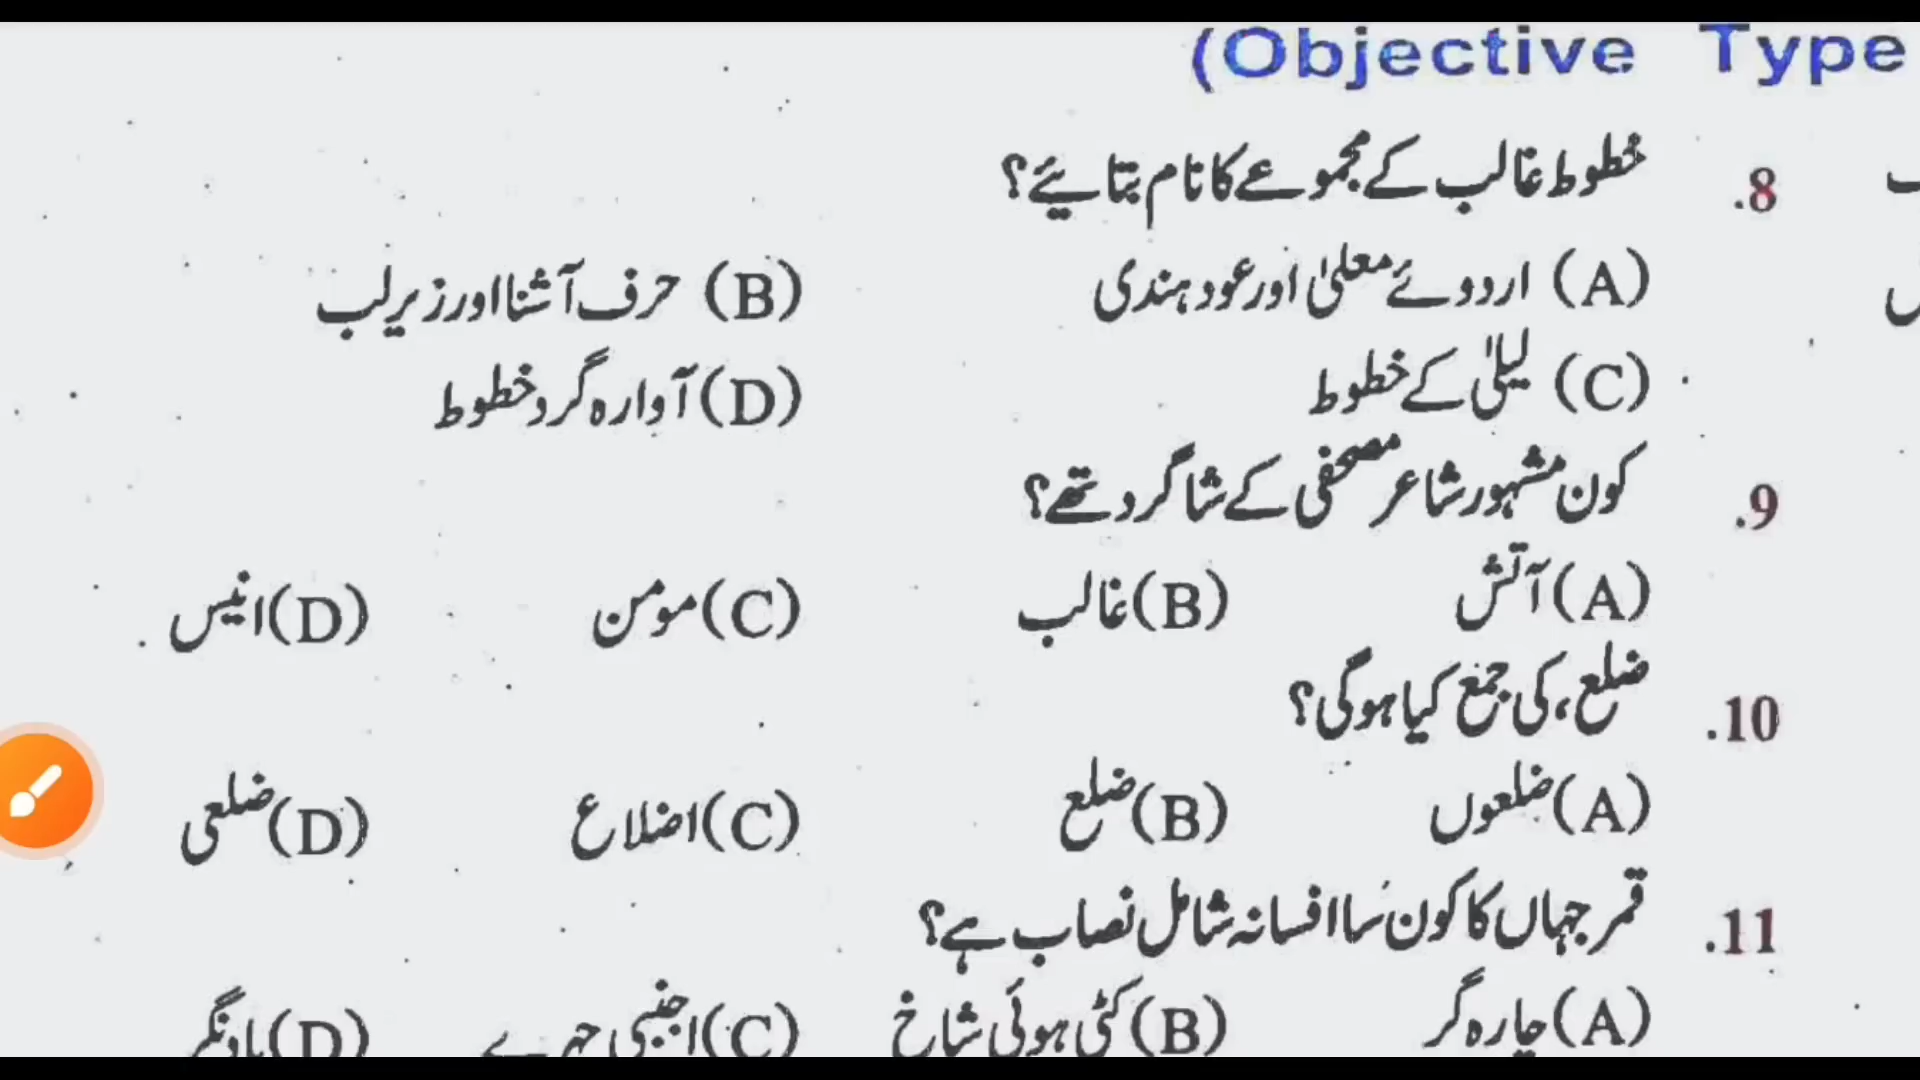 (Objective Type
8. خطوط غالب کے مجموعے کا نام بتائیے؟
(A) اردوئے معلیٰ اور عود ہندی (B) حرف آشنا اور زیر لب
(C) لیلیٰ کے خطوط (D) آوارہ گرد خطوط
9. کون مشہور شاعر مصحفی کے شاگرد تھے؟
(A) آتش (B) غالب (C) مومن (D) انیس
10. ضلع، کی جمع کیا ہوگی؟
(A) ضلعوں (B) ضلع (C) اضلاع (D) ضلعی
11. قمر جہاں کا کون سا افسانہ شامل نصاب ہے؟
(A) چارہ گر (B) کٹی ہوئی شاخ (C) اجنبی چہرے (D)